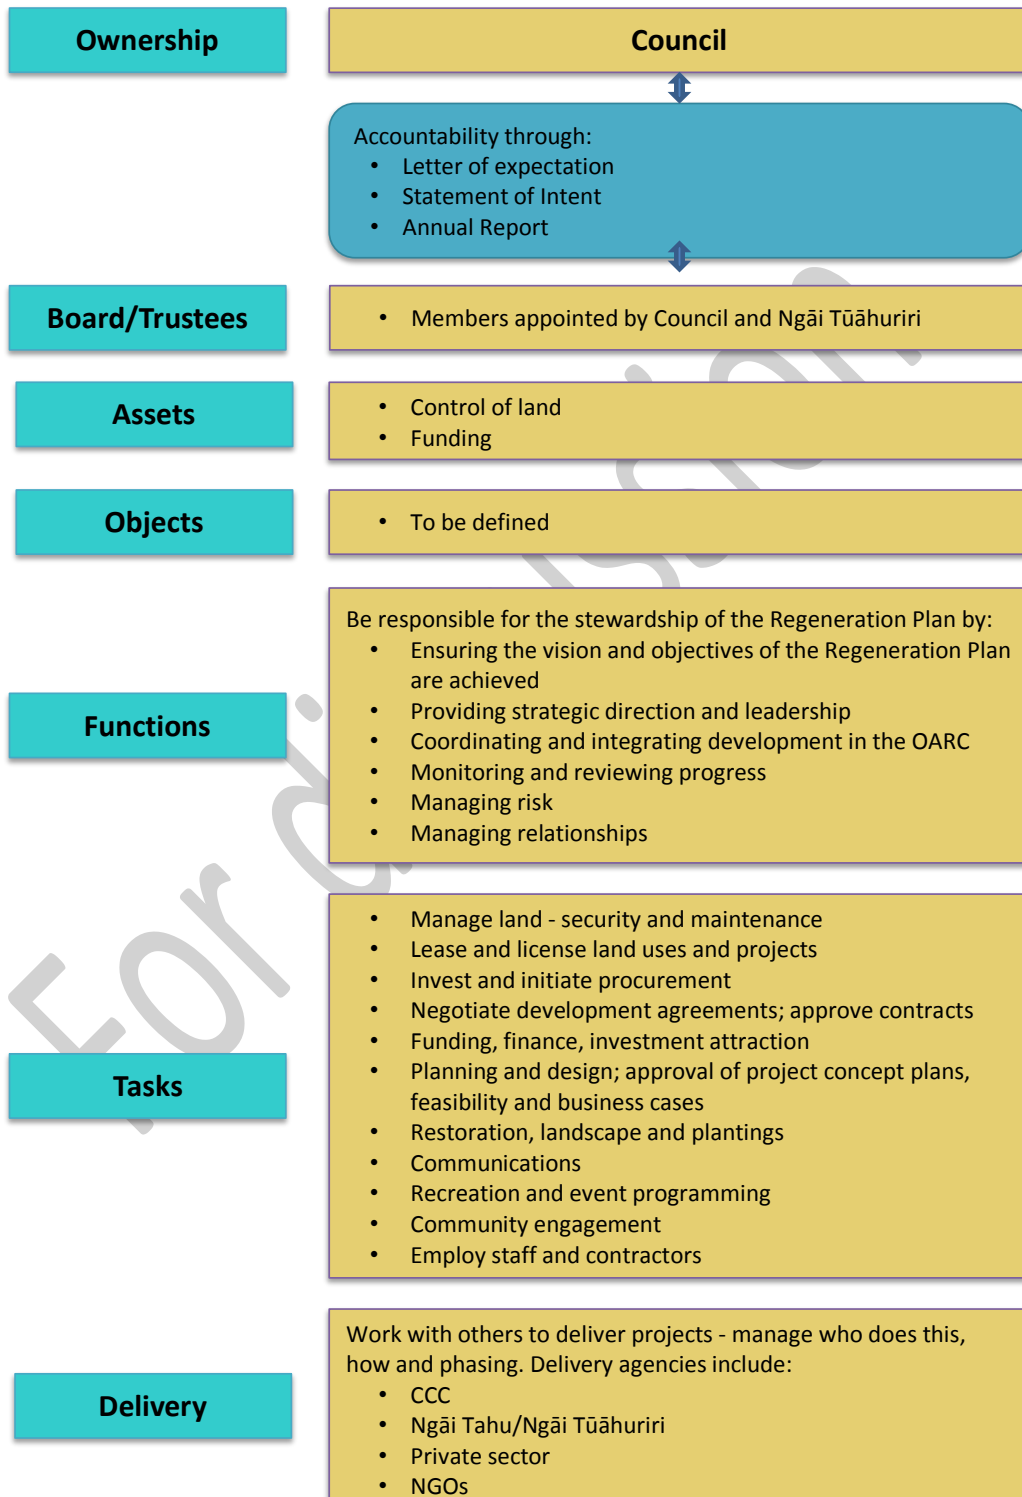 Ownership
Council
Accountability through:
• Letter of expectation
• Statement of Intent
• Annual Report
Board/Trustees
• Members appointed by Council and Ngāi Tūāhuriri
Assets
• Control of land
• Funding
Objects
• To be defined
Functions
Be responsible for the stewardship of the Regeneration Plan by:
• Ensuring the vision and objectives of the Regeneration Plan
are achieved
• Providing strategic direction and leadership
• Coordinating and integrating development in the OARC
• Monitoring and reviewing progress
• Managing risk
• Managing relationships
Tasks
• Manage land - security and maintenance
• Lease and license land uses and projects
• Invest and initiate procurement
• Negotiate development agreements; approve contracts
• Funding, finance, investment attraction
• Planning and design; approval of project concept plans,
feasibility and business cases
• Restoration, landscape and plantings
• Communications
• Recreation and event programming
• Community engagement
• Employ staff and contractors
Delivery
Work with others to deliver projects - manage who does this,
how and phasing. Delivery agencies include:
• CCC
• Ngāi Tahu/Ngāi Tūāhuriri
• Private sector
• NGOs